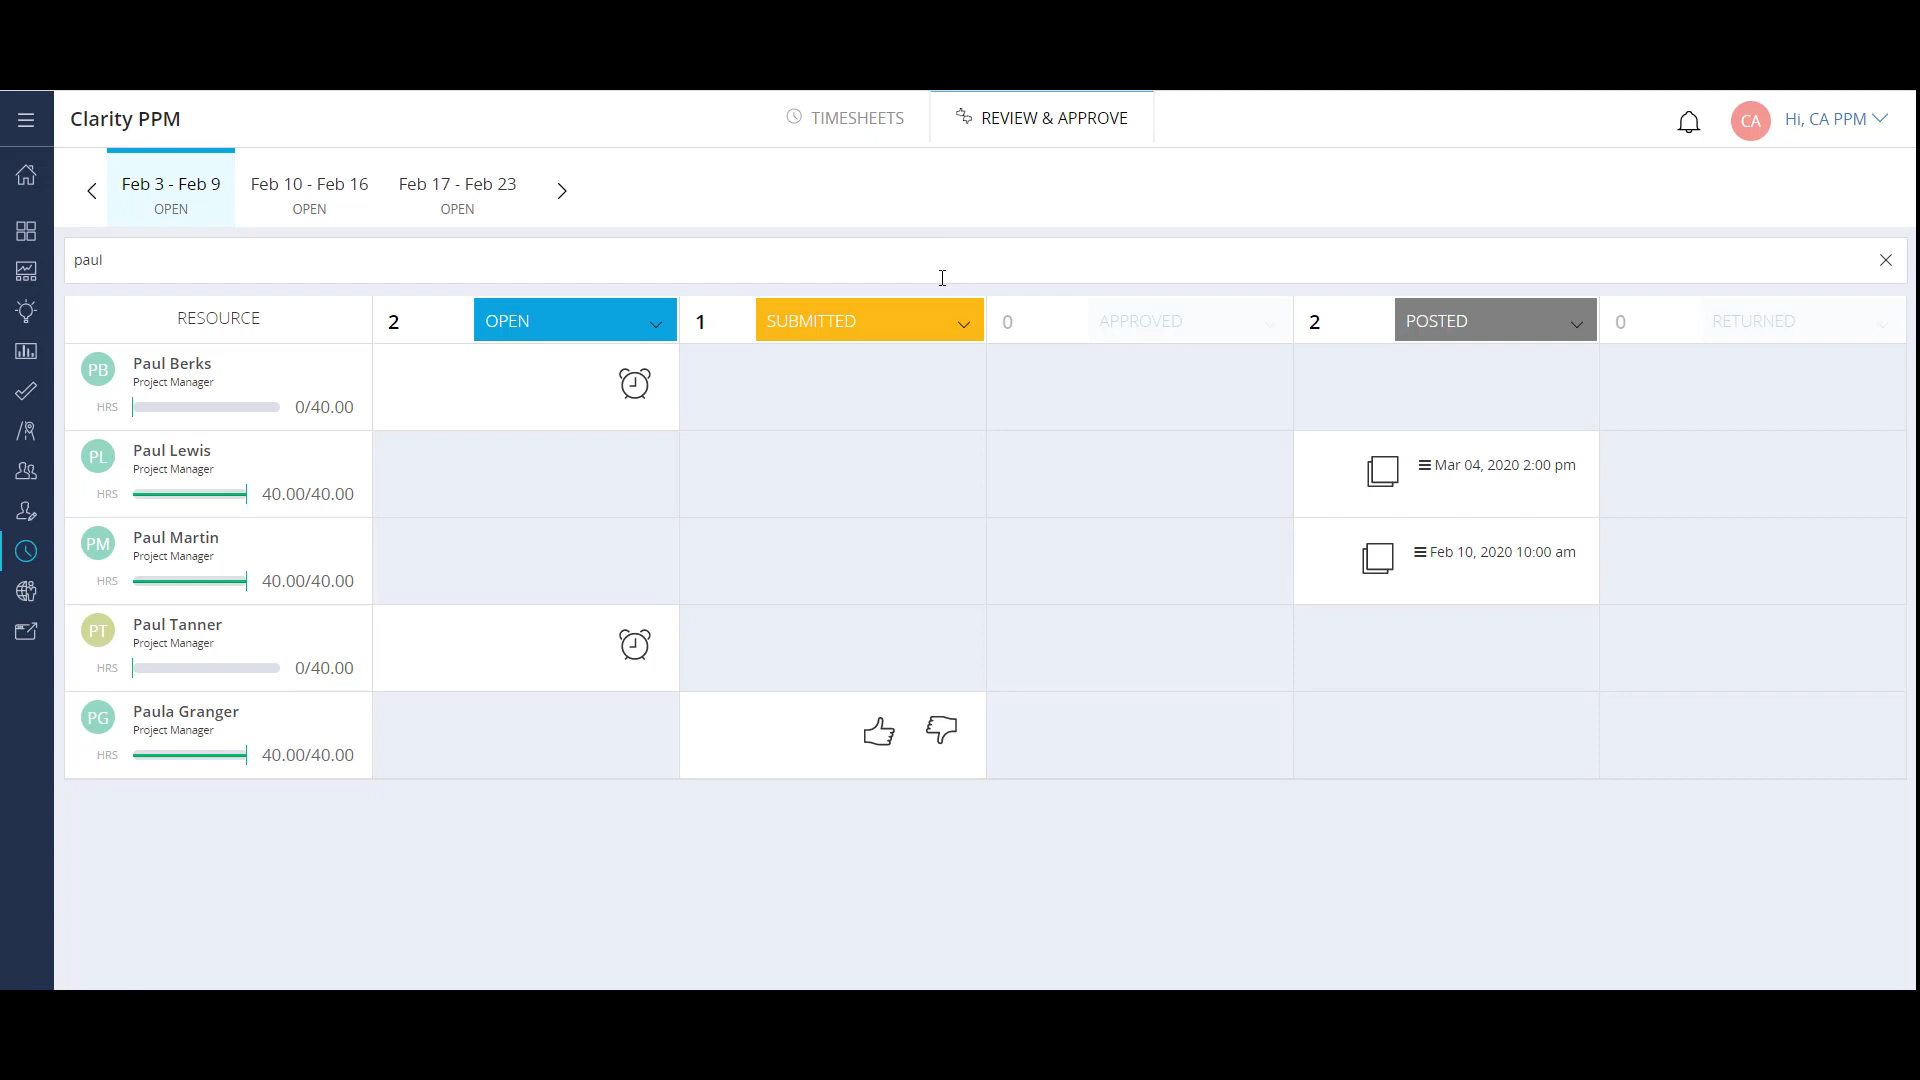 Clarity PPM
TIMESHEETS
REVIEW & APPROVE
CA
Hi, CA PPM
Feb 3 - Feb 9
OPEN
Feb 10 - Feb 16
OPEN
Feb 17 - Feb 23
OPEN
paul
RESOURCE
2 OPEN
1 SUBMITTED
0 APPROVED
2 POSTED
0 RETURNED
PB
Paul Berks
Project Manager
HRS 0/40.00
PL
Paul Lewis
Project Manager
HRS 40.00/40.00
Mar 04, 2020 2:00 pm
PM
Paul Martin
Project Manager
HRS 40.00/40.00
Feb 10, 2020 10:00 am
PT
Paul Tanner
Project Manager
HRS 0/40.00
PG
Paula Granger
Project Manager
HRS 40.00/40.00